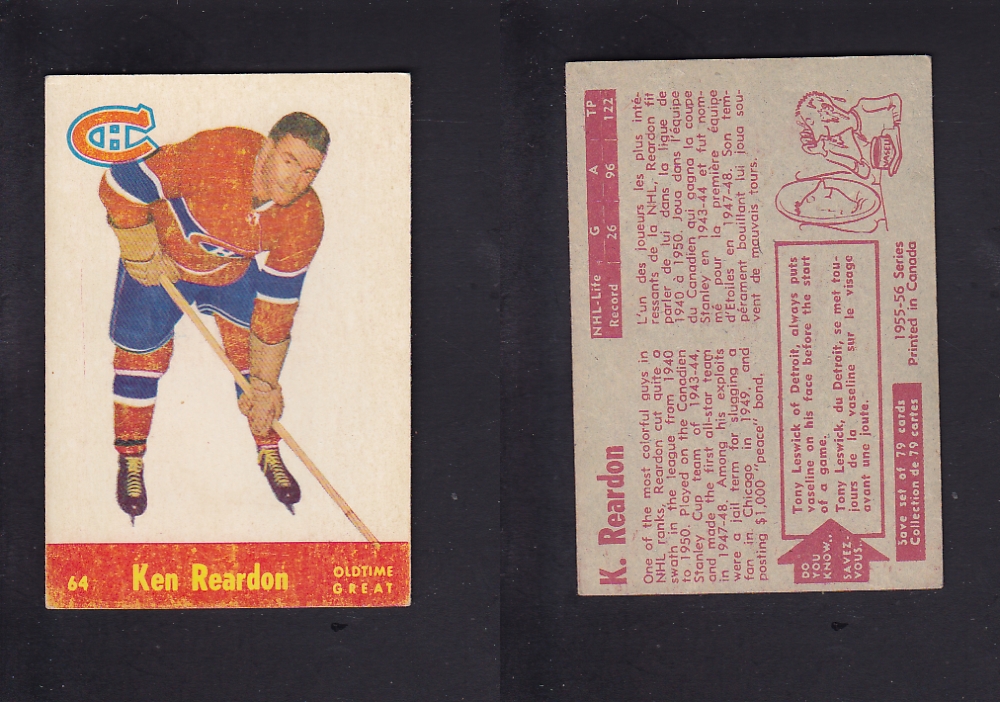 64
Ken Reardon
OLDTIME
GREAT
K. Reardon
One of the most colorful guys in
NHL ranks, Reardon cut quite a
swath in the league from 1940
to 1950. Played on the Canadien
Stanley Cup team of 1943-44,
and made the first all-star team
in 1947-48. Among his exploits
were a jail term for slugging a
fan in Chicago in 1949. and
posting $1,000 "peace" bond.
NHL-Life G A TP
Record 26 96 122
L'un des joueurs les plus inté-
ressants de la NHL, Reardon fit
parler de lui dans la ligue de
1940 à 1950. Joua dans l'équipe
du Canadien qui gagna la coupe
Stanley en 1943-44 et fut nom-
mé pour la première équipe
d'Etoiles en 1947-48. Son tem-
pérament bouillant lui joua sou-
vent de mauvais tours.
DO
YOU
KNOW..
SAVEZ-
VOUS..
Tony Leswick of Detroit, always puts
vaseline on his face before the start
of a game.
Tony Leswick, du Detroit, se met tou-
jours de la vaseline sur le visage
avant une joute.
VASELINE
Save set of 79 cards
Collection de 79 cartes
1955-56 Series
Printed in Canada